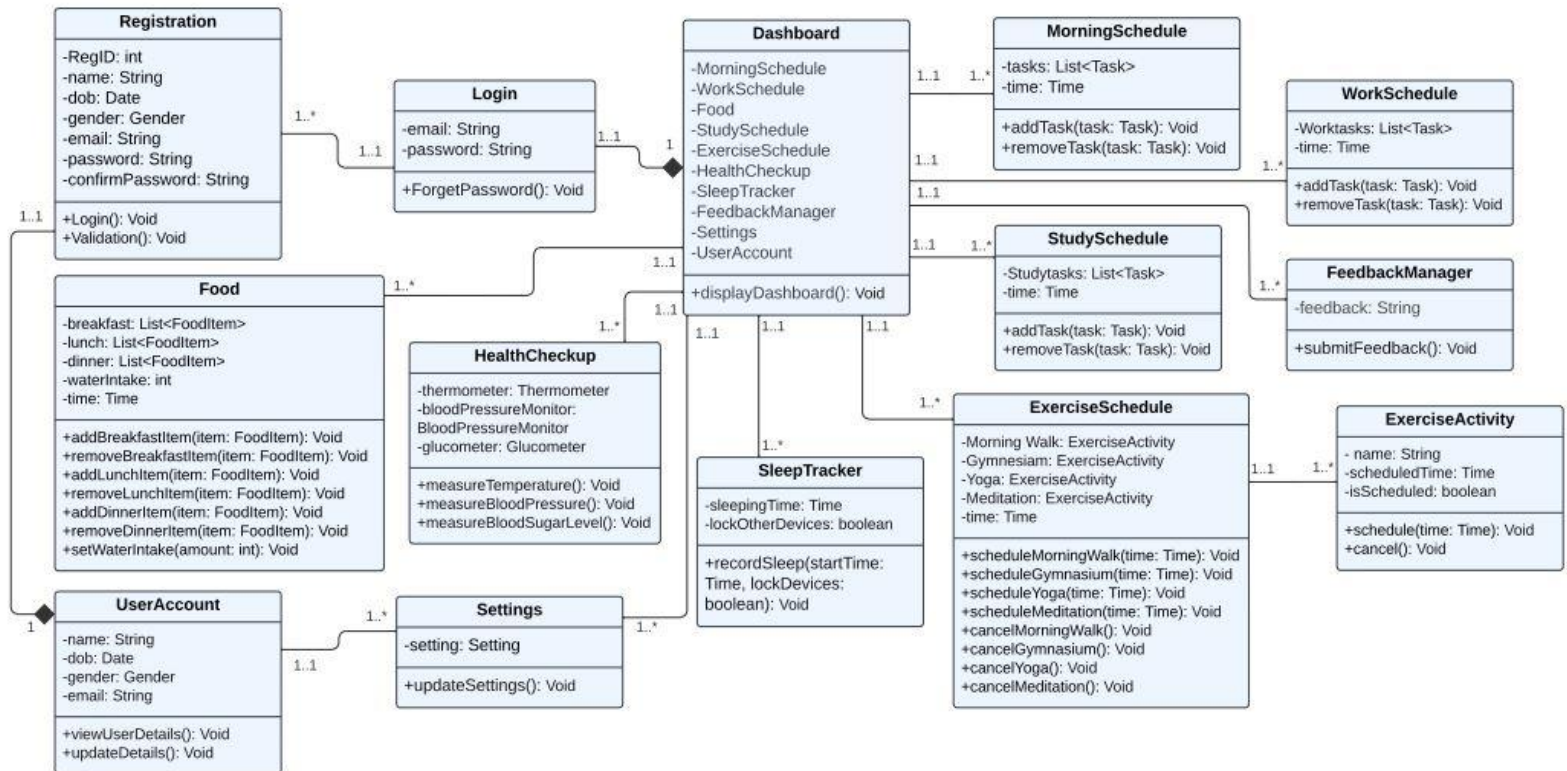 Registration
-RegID: int
-name: String
-dob: Date
-gender: Gender
-email: String
-password: String
-confirmPassword: String
+Login(): Void
+Validation(): Void
1..*
1..1
1..1
Login
-email: String
-password: String
+ForgetPassword(): Void
1..1
1
Dashboard
-MorningSchedule
-WorkSchedule
-Food
-StudySchedule
-ExerciseSchedule
-HealthCheckup
-SleepTracker
-FeedbackManager
-Settings
-UserAccount
+displayDashboard(): Void
1..1
1..*
MorningSchedule
-tasks: List<Task>
-time: Time
+addTask(task: Task): Void
+removeTask(task: Task): Void
1..1
1..*
WorkSchedule
-Worktasks: List<Task>
-time: Time
+addTask(task: Task): Void
+removeTask(task: Task): Void
1..1
1..1
1..*
StudySchedule
-Studytasks: List<Task>
-time: Time
+addTask(task: Task): Void
+removeTask(task: Task): Void
1..*
FeedbackManager
-feedback: String
+submitFeedback(): Void
Food
-breakfast: List<FoodItem>
-lunch: List<FoodItem>
-dinner: List<FoodItem>
-waterIntake: int
-time: Time
+addBreakfastItem(item: FoodItem): Void
+removeBreakfastItem(item: FoodItem): Void
+addLunchItem(item: FoodItem): Void
+removeLunchItem(item: FoodItem): Void
+addDinnerItem(item: FoodItem): Void
+removeDinnerItem(item: FoodItem): Void
+setWaterIntake(amount: int): Void
1..*
1..1
1..1
1..*
1..1
1..1
1..1
HealthCheckup
-thermometer: Thermometer
-bloodPressureMonitor:
BloodPressureMonitor
-glucometer: Glucometer
+measureTemperature(): Void
+measureBloodPressure(): Void
+measureBloodSugarLevel(): Void
1..*
SleepTracker
-sleepingTime: Time
-lockOtherDevices: boolean
+recordSleep(startTime:
Time, lockDevices:
boolean): Void
1..*
ExerciseSchedule
-Morning Walk: ExerciseActivity
-Gymnesiam: ExerciseActivity
-Yoga: ExerciseActivity
-Meditation: ExerciseActivity
-time: Time
+scheduleMorningWalk(time: Time): Void
+scheduleGymnasium(time: Time): Void
+scheduleYoga(time: Time): Void
+scheduleMeditation(time: Time): Void
+cancelMorningWalk(): Void
+cancelGymnasium(): Void
+cancelYoga(): Void
+cancelMeditation(): Void
1..1
1..*
ExerciseActivity
- name: String
-scheduledTime: Time
-isScheduled: boolean
+schedule(time: Time): Void
+cancel(): Void
1
UserAccount
-name: String
-dob: Date
-gender: Gender
-email: String
+viewUserDetails(): Void
+updateDetails(): Void
1..1
1..*
Settings
-setting: Setting
+updateSettings(): Void
1..*